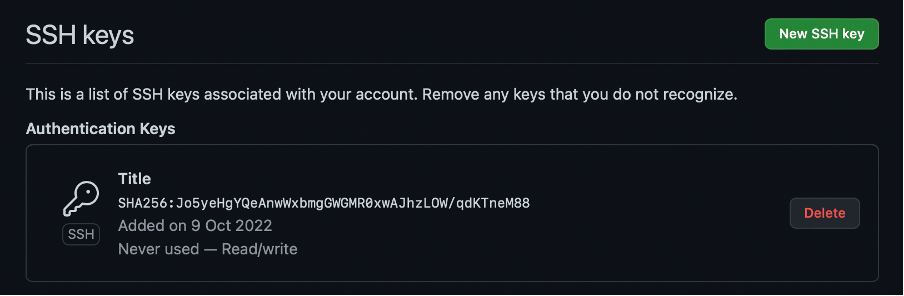 SSH keys
New SSH key
This is a list of SSH keys associated with your account. Remove any keys that you do not recognize.
Authentication Keys
Title
SHA256:Jo5yeHgYQeAnwWxbmgGWGMR0xwAJhzLOW/qdKTneM88
Added on 9 Oct 2022
Never used — Read/write
SSH
Delete